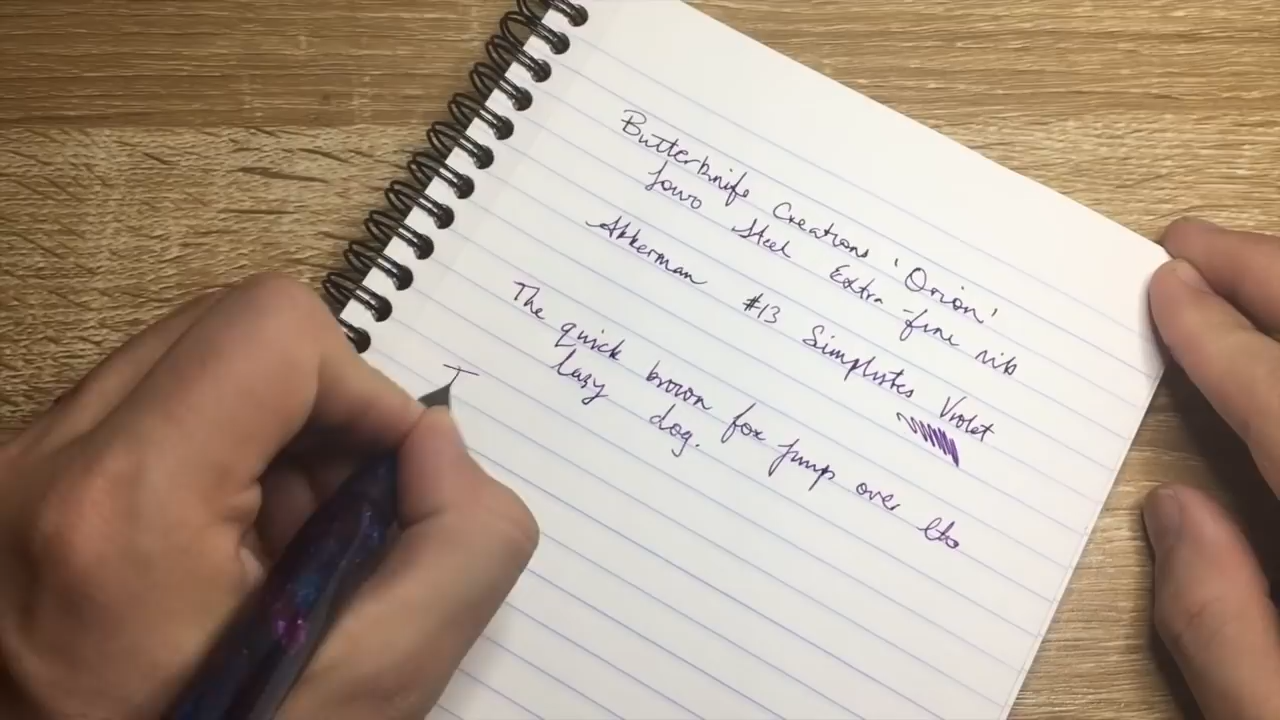 Butterknife Creations 'Orion'
Jowo Steel Extra-fine nib
Akkerman #13 Simplistes Violet
The quick brown fox jump over the
lazy dog.
T